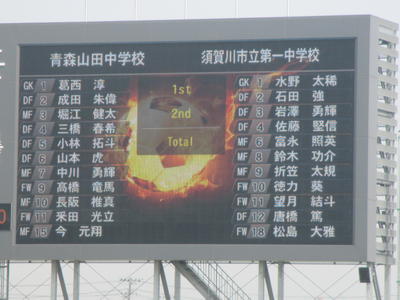 青森山田中学校 須賀川市立第一中学校
GK 1 葛西 淳 1st GK 1 水野 太稀
DF 2 成田 朱偉 DF 2 石田 強
MF 3 堀江 健太 2nd DF 3 岩澤 勇輝
DF 4 三橋 春希 DF 4 佐藤 堅信
DF 5 小林 拓斗 Total MF 6 富永 照英
DF 6 山本 虎 MF 8 鈴木 功介
MF 7 中川 勇輝 MF 9 折笠 太規
FW 9 高橋 竜馬 FW 10 徳力 葵
MF 10 長阪 椎真 MF 11 望月 結斗
FW 11 釆田 光立 DF 12 唐橋 篤
MF 15 今 元翔 FW 18 松島 大雅